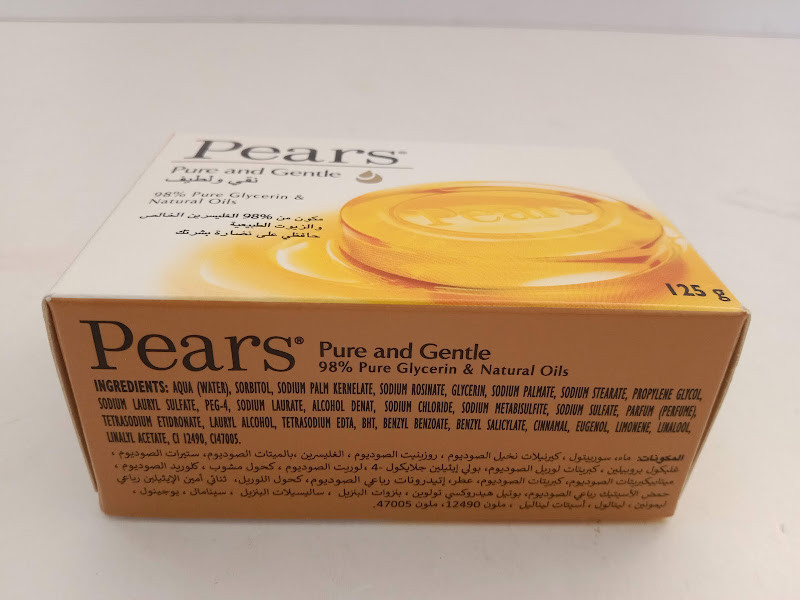 Pears®
Pure and Gentle
نقي ولطيف
98% Pure Glycerin &
Natural Oils
مكون من 98% الغليسرين الخالص
والزيوت الطبيعية
حافظي على نضارة بشرتك
Pears
125 g
Pears® Pure and Gentle
98% Pure Glycerin & Natural Oils
INGREDIENTS: AQUA (WATER), SORBITOL, SODIUM PALM KERNELATE, SODIUM ROSINATE, GLYCERIN, SODIUM PALMATE, SODIUM STEARATE, PROPYLENE GLYCOL,
SODIUM LAURYL SULFATE, PEG-4, SODIUM LAURATE, ALCOHOL DENAT, SODIUM CHLORIDE, SODIUM METABISULFITE, SODIUM SULFATE, PARFUM (PERFUME),
TETRASODIUM ETIDRONATE, LAURYL ALCOHOL, TETRASODIUM EDTA, BHT, BENZYL BENZOATE, BENZYL SALICYLATE, CINNAMAL, EUGENOL, LIMONENE, LINALOOL,
LINALYL ACETATE, CI 12490, CI47005.
المكونات: ماء، سوربيتول ، كيرنيلات نخيل الصوديوم ، روزينيت الصوديوم ، الغليسرين ،بالميتات الصوديوم، ستيرات الصوديوم ،
غليكول بروبيلين ، كبريتات لوريل الصوديوم، بولي إيثيلين جلايكول -4 ،لوريت الصوديوم ، كحول مشوب ، كلوريد الصوديوم ،
ميتابيكبريتات الصوديوم، كبريتات الصوديوم، عطر، إتيدرونات رباعي الصوديوم ، كحول اللوريل، ثنائي أمين الإيثيلين رباعي
حمض الأسيتيك رباعي الصوديوم، بوتيل هيدروكسي تولوين ، بنزوات البنزيل ، ساليسيلات البنزيل ، سينامال ، يوجينول ،
ليمونين ، لينالول ، أسيتات ليناليل ، ملون 12490، ملون 47005.